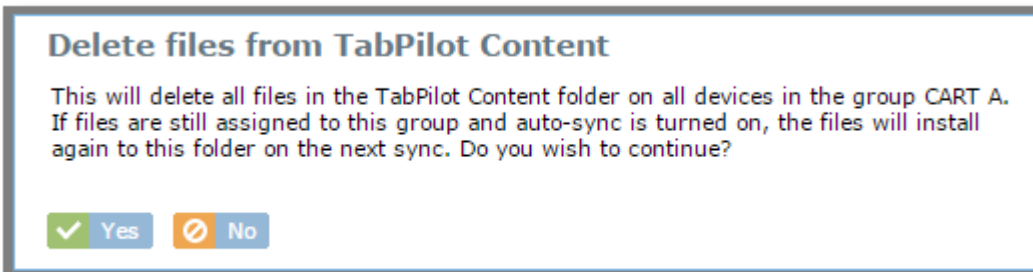 Delete files from TabPilot Content
This will delete all files in the TabPilot Content folder on all devices in the group CART A.
If files are still assigned to this group and auto-sync is turned on, the files will install
again to this folder on the next sync. Do you wish to continue?
Yes No